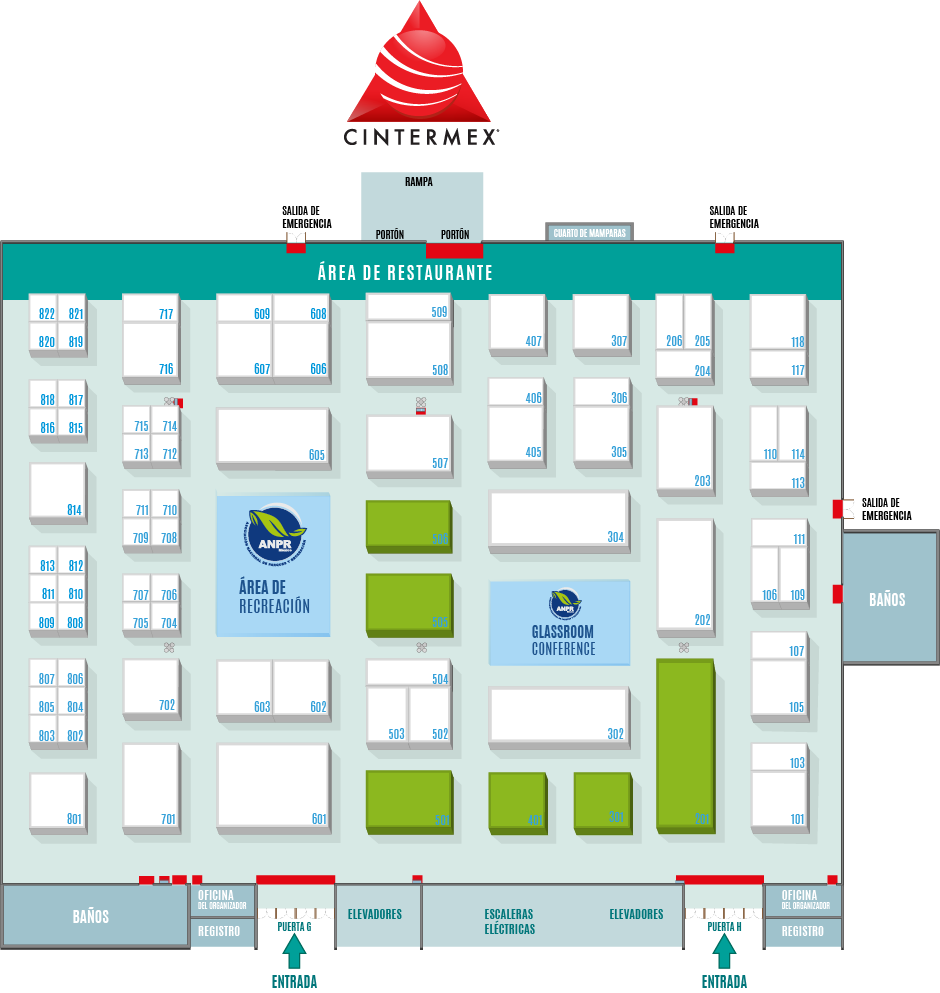 CINTERMEX
RAMPA
SALIDA DE
EMERGENCIA
PORTÓN
PORTÓN
CUARTO DE MAMPARAS
SALIDA DE
EMERGENCIA
ÁREA DE RESTAURANTE
822 821
820 819
717
716
609 608
607 606
509
508
407
307
206 205
204
118
117
818 817
816 815
715 714
713 712
605
507
406
405
306
305
203
110 114
113
814
711 710
709 708
ANPR
México
ÁREA DE
RECREACIÓN
506
304
111
106 109
SALIDA DE
EMERGENCIA
BAÑOS
813 812
811 810
809 808
707 706
705 704
505
ANPR
GLASSROOM
CONFERENCE
202
807 806
805 804
803 802
702
603 602
504
503 502
302
107
105
801
701
601
501
401
301
201
103
101
BAÑOS
OFICINA
DEL ORGANIZADOR
REGISTRO
PUERTA G
ENTRADA
ELEVADORES
ESCALERAS
ELÉCTRICAS
ELEVADORES
PUERTA H
ENTRADA
OFICINA
DEL ORGANIZADOR
REGISTRO